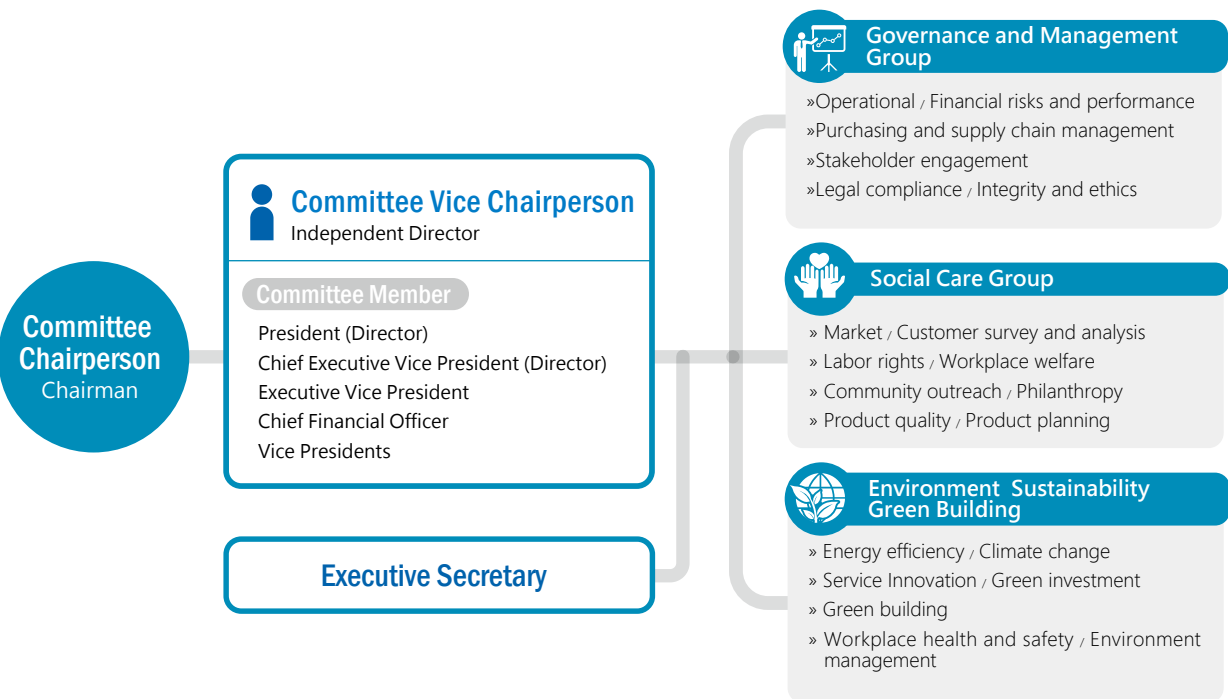 Committee
Chairperson
Chairman
Committee Vice Chairperson
Independent Director
Committee Member
President (Director)
Chief Executive Vice President (Director)
Executive Vice President
Chief Financial Officer
Vice Presidents
Executive Secretary
Governance and Management
Group
»Operational / Financial risks and performance
»Purchasing and supply chain management
»Stakeholder engagement
»Legal compliance / Integrity and ethics
Social Care Group
» Market / Customer survey and analysis
» Labor rights / Workplace welfare
» Community outreach / Philanthropy
» Product quality / Product planning
Environment Sustainability
Green Building
» Energy efficiency / Climate change
» Service Innovation / Green investment
» Green building
» Workplace health and safety / Environment
management